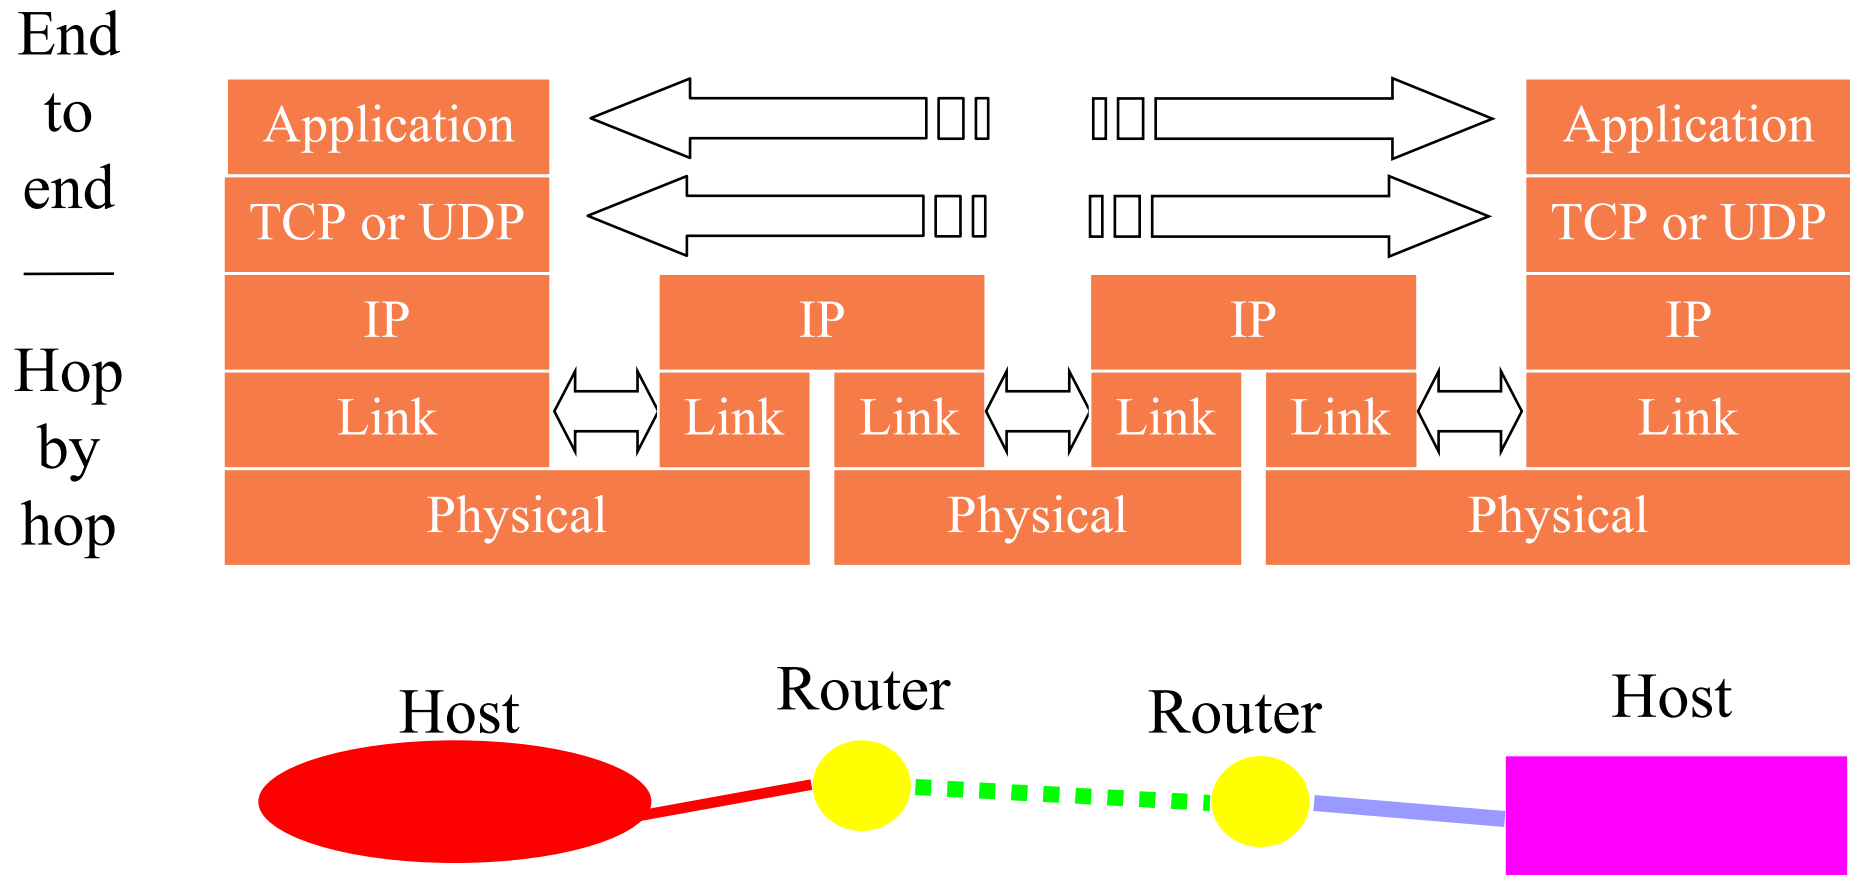 End
to
end
Hop
by
hop
Application
Application
TCP or UDP
TCP or UDP
IP
IP
IP
IP
Link
Link
Link
Link
Link
Link
Physical
Physical
Physical
Host
Router
Router
Host